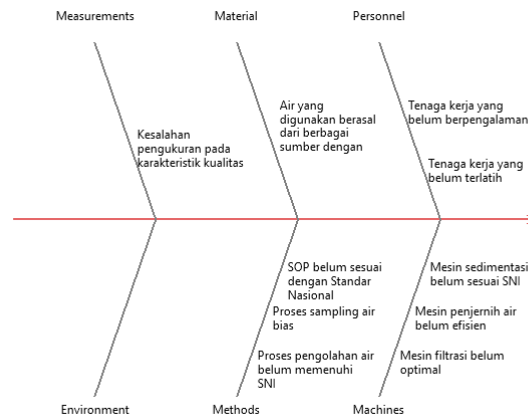 Measurements
Material
Personnel
Kesalahan
pengukuran pada
karakteristik kualitas
Air yang
digunakan berasal
dari berbagai
sumber dengan
Tenaga kerja yang
belum berpengalaman
Tenaga kerja yang
belum terlatih
SOP belum sesuai
dengan Standar
Nasional
Proses sampling air
bias
Proses pengolahan air
belum memenuhi
SNI
Mesin sedimentasi
belum sesuai SNI
Mesin penjernih air
belum efisien
Mesin filtrasi belum
optimal
Environment
Methods
Machines